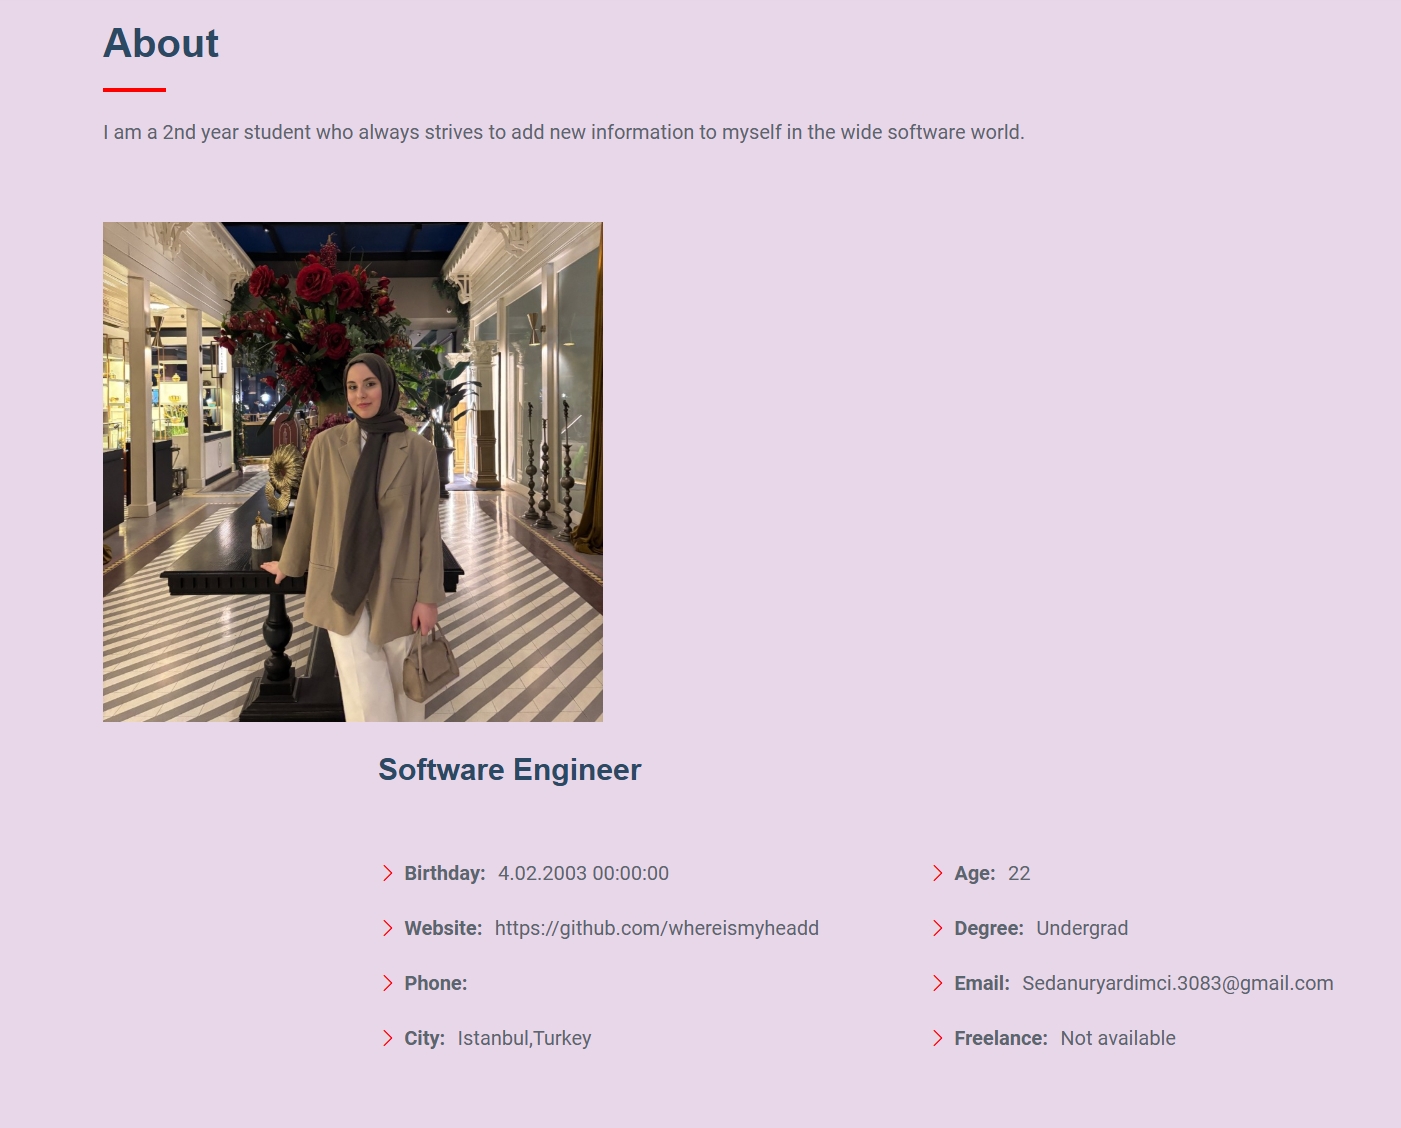 About
I am a 2nd year student who always strives to add new information to myself in the wide software world.
Software Engineer
Birthday: 4.02.2003 00:00:00
Age: 22
Website: https://github.com/whereismyheadd
Degree: Undergrad
Phone:
Email: Sedanuryardimci.3083@gmail.com
City: Istanbul,Turkey
Freelance: Not available